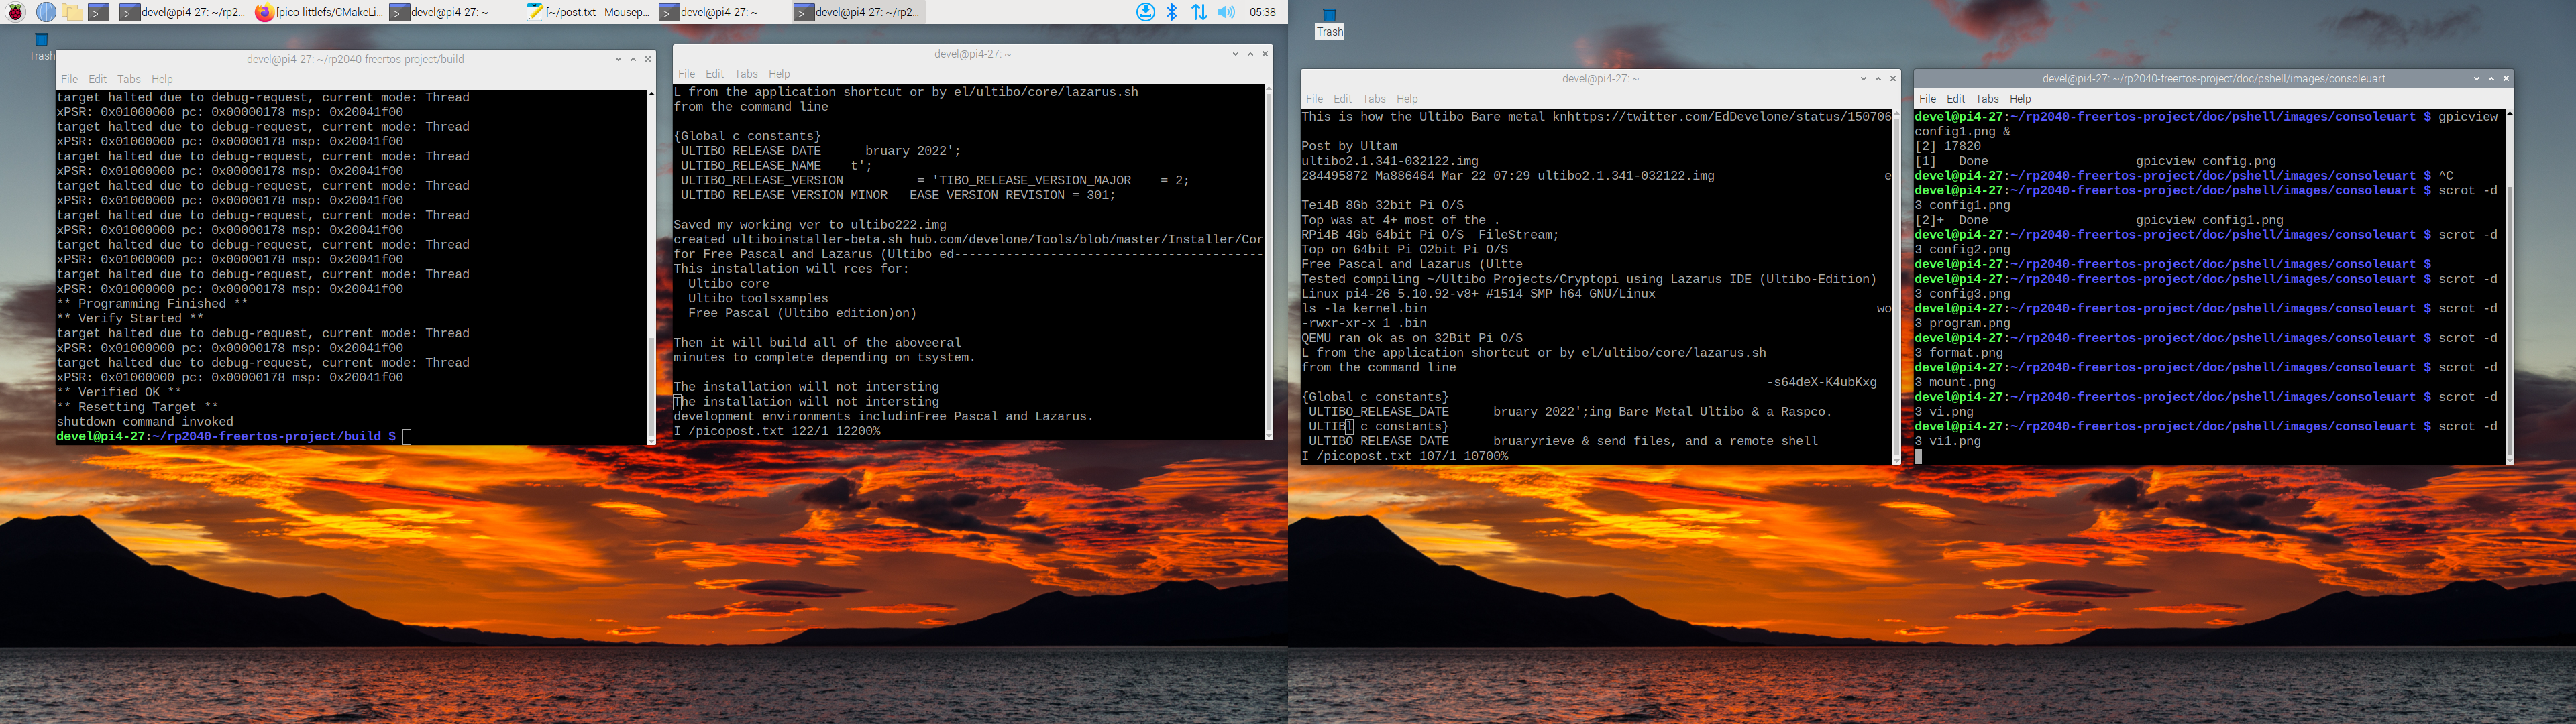 devel@pi4-27: ~/rp2...
[pico-littlefs/CMakeLi...
devel@pi4-27: ~
[~/post.txt - Mousep...
devel@pi4-27: ~
devel@pi4-27: ~/rp2...
05:38
Trash
devel@pi4-27: ~/rp2040-freertos-project/build
File Edit Tabs Help
target halted due to debug-request, current mode: Thread
xPSR: 0x01000000 pc: 0x00000178 msp: 0x20041f00
target halted due to debug-request, current mode: Thread
xPSR: 0x01000000 pc: 0x00000178 msp: 0x20041f00
target halted due to debug-request, current mode: Thread
xPSR: 0x01000000 pc: 0x00000178 msp: 0x20041f00
target halted due to debug-request, current mode: Thread
xPSR: 0x01000000 pc: 0x00000178 msp: 0x20041f00
target halted due to debug-request, current mode: Thread
xPSR: 0x01000000 pc: 0x00000178 msp: 0x20041f00
target halted due to debug-request, current mode: Thread
xPSR: 0x01000000 pc: 0x00000178 msp: 0x20041f00
target halted due to debug-request, current mode: Thread
xPSR: 0x01000000 pc: 0x00000178 msp: 0x20041f00
** Programming Finished **
** Verify Started **
target halted due to debug-request, current mode: Thread
xPSR: 0x01000000 pc: 0x00000178 msp: 0x20041f00
target halted due to debug-request, current mode: Thread
xPSR: 0x01000000 pc: 0x00000178 msp: 0x20041f00
** Verified OK **
** Resetting Target **
shutdown command invoked
devel@pi4-27:~/rp2040-freertos-project/build $
devel@pi4-27: ~
File Edit Tabs Help
L from the application shortcut or by el/ultibo/core/lazarus.sh
from the command line
{Global c constants}
ULTIBO_RELEASE_DATE bruary 2022';
ULTIBO_RELEASE_NAME t';
ULTIBO_RELEASE_VERSION = 'TIBO_RELEASE_VERSION_MAJOR = 2;
ULTIBO_RELEASE_VERSION_MINOR EASE_VERSION_REVISION = 301;
Saved my working ver to ultibo222.img
created ultiboinstaller-beta.sh hub.com/develone/Tools/blob/master/Installer/Cor
for Free Pascal and Lazarus (Ultibo ed-----------------------------------------
This installation will rces for:
Ultibo core
Ultibo toolsxamples
Free Pascal (Ultibo edition)on)
Then it will build all of the aboveeral
minutes to complete depending on tsystem.
The installation will not intersting
The installation will not intersting
development environments includinFree Pascal and Lazarus.
I /picopost.txt 122/1 12200%
Trash
devel@pi4-27: ~
File Edit Tabs Help
This is how the Ultibo Bare metal knhttps://twitter.com/EdDevelone/status/150706
Post by Ultam
ultibo2.1.341-032122.img
284495872 Ma886464 Mar 22 07:29 ultibo2.1.341-032122.img e
Tei4B 8Gb 32bit Pi O/S
Top was at 4+ most of the .
RPi4B 4Gb 64bit Pi O/S FileStream;
Top on 64bit Pi O2bit Pi O/S
Free Pascal and Lazarus (Ultte
Tested compiling ~/Ultibo_Projects/Cryptopi using Lazarus IDE (Ultibo-Edition)
Linux pi4-26 5.10.92-v8+ #1514 SMP h64 GNU/Linux
ls -la kernel.bin wo
-rwxr-xr-x 1 .bin
QEMU ran ok as on 32Bit Pi O/S
L from the application shortcut or by el/ultibo/core/lazarus.sh
from the command line
-s64deX-K4ubKxg
{Global c constants}
ULTIBO_RELEASE_DATE bruary 2022';ing Bare Metal Ultibo & a Raspco.
ULTIBl c constants}
ULTIBO_RELEASE_DATE bruaryrieve & send files, and a remote shell
I /picopost.txt 107/1 10700%
devel@pi4-27: ~/rp2040-freertos-project/doc/pshell/images/consoleuart
File Edit Tabs Help
devel@pi4-27:~/rp2040-freertos-project/doc/pshell/images/consoleuart $ gpicview
config1.png &
[2] 17820
[1] Done gpicview config.png
devel@pi4-27:~/rp2040-freertos-project/doc/pshell/images/consoleuart $ ^C
devel@pi4-27:~/rp2040-freertos-project/doc/pshell/images/consoleuart $ scrot -d
3 config1.png
[2]+ Done gpicview config1.png
devel@pi4-27:~/rp2040-freertos-project/doc/pshell/images/consoleuart $ scrot -d
3 config2.png
devel@pi4-27:~/rp2040-freertos-project/doc/pshell/images/consoleuart $
devel@pi4-27:~/rp2040-freertos-project/doc/pshell/images/consoleuart $ scrot -d
3 config3.png
devel@pi4-27:~/rp2040-freertos-project/doc/pshell/images/consoleuart $ scrot -d
3 program.png
devel@pi4-27:~/rp2040-freertos-project/doc/pshell/images/consoleuart $ scrot -d
3 format.png
devel@pi4-27:~/rp2040-freertos-project/doc/pshell/images/consoleuart $ scrot -d
3 mount.png
devel@pi4-27:~/rp2040-freertos-project/doc/pshell/images/consoleuart $ scrot -d
3 vi.png
devel@pi4-27:~/rp2040-freertos-project/doc/pshell/images/consoleuart $ scrot -d
3 vi1.png